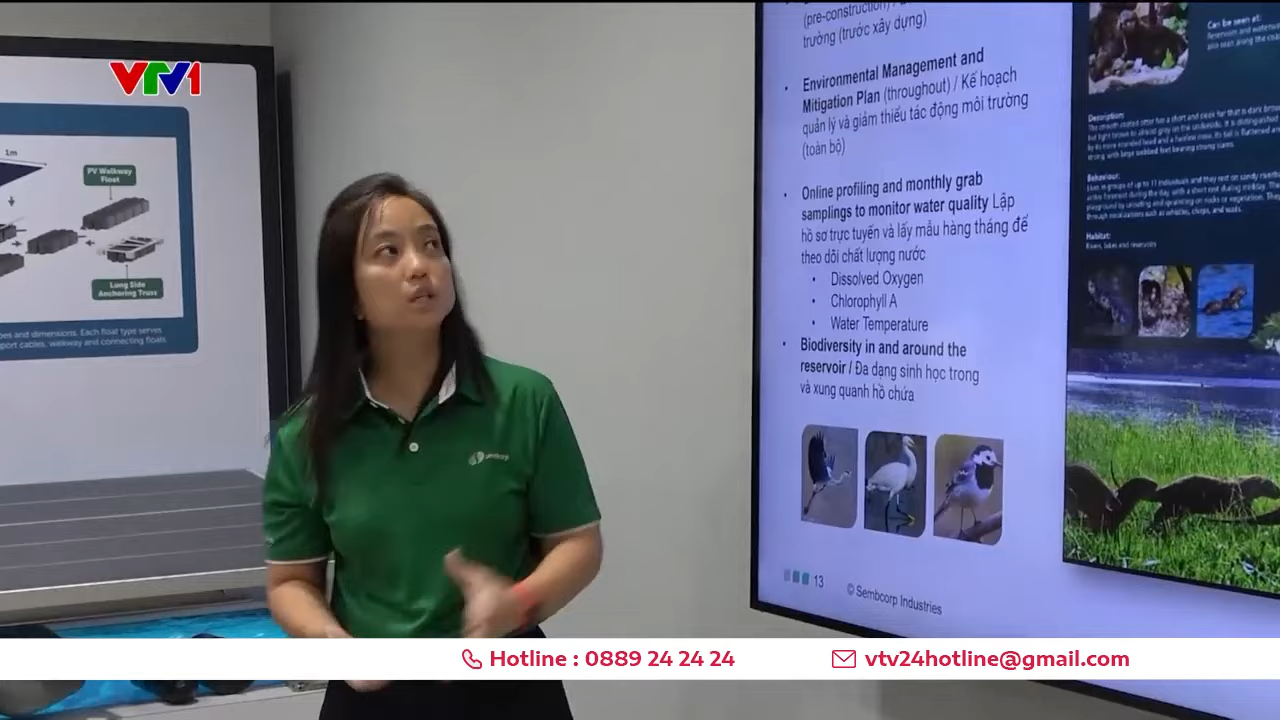 VTV1
1m
PV Walkway
Float
Long Side
Anchoring Truss
pes and dimensions. Each float type serves
port cables, walkway and connecting floats
sembcorp
(pre-construction) /
trường (trước xây dựng)
• Environmental Management and
Mitigation Plan (throughout) / Kế hoạch
quản lý và giảm thiểu tác động môi trường
(toàn bộ)
• Online profiling and monthly grab
samplings to monitor water quality Lập
hồ sơ trực tuyến và lấy mẫu hàng tháng để
theo dõi chất lượng nước
• Dissolved Oxygen
• Chlorophyll A
• Water Temperature
• Biodiversity in and around the
reservoir / Đa dạng sinh học trong
và xung quanh hồ chứa
13
© Sembcorp Industries
Can be seen at:
Description:
Behaviour:
Habitat:
Rivers, lakes and reservoirs
Hotline : 0889 24 24 24
vtv24hotline@gmail.com